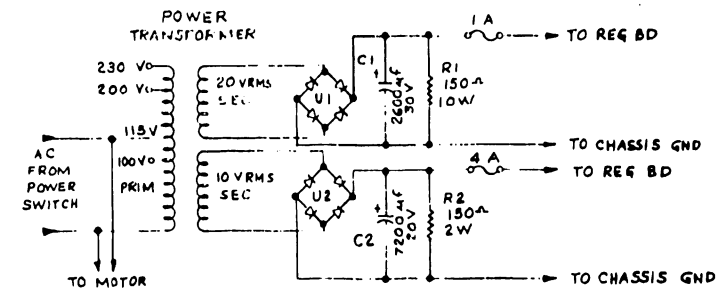 POWER
TRANSFORMER
230 V
200 V
115V
100V
PRIM
AC
FROM
POWER
SWITCH
TO MOTOR
20 VRMS
SEC
10 VRMS
SEC
U1
U2
C1
+
2600 µf
30V
R1
150Ω
10W
1 A
TO REG BD
TO CHASSIS GND
4 A
TO REG BD
C2
+
7200 µf
20V
R2
150Ω
2W
TO CHASSIS GND